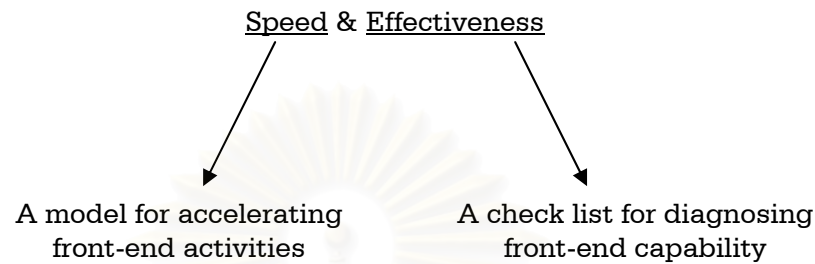 Speed & Effectiveness
A model for accelerating
front-end activities
A check list for diagnosing
front-end capability